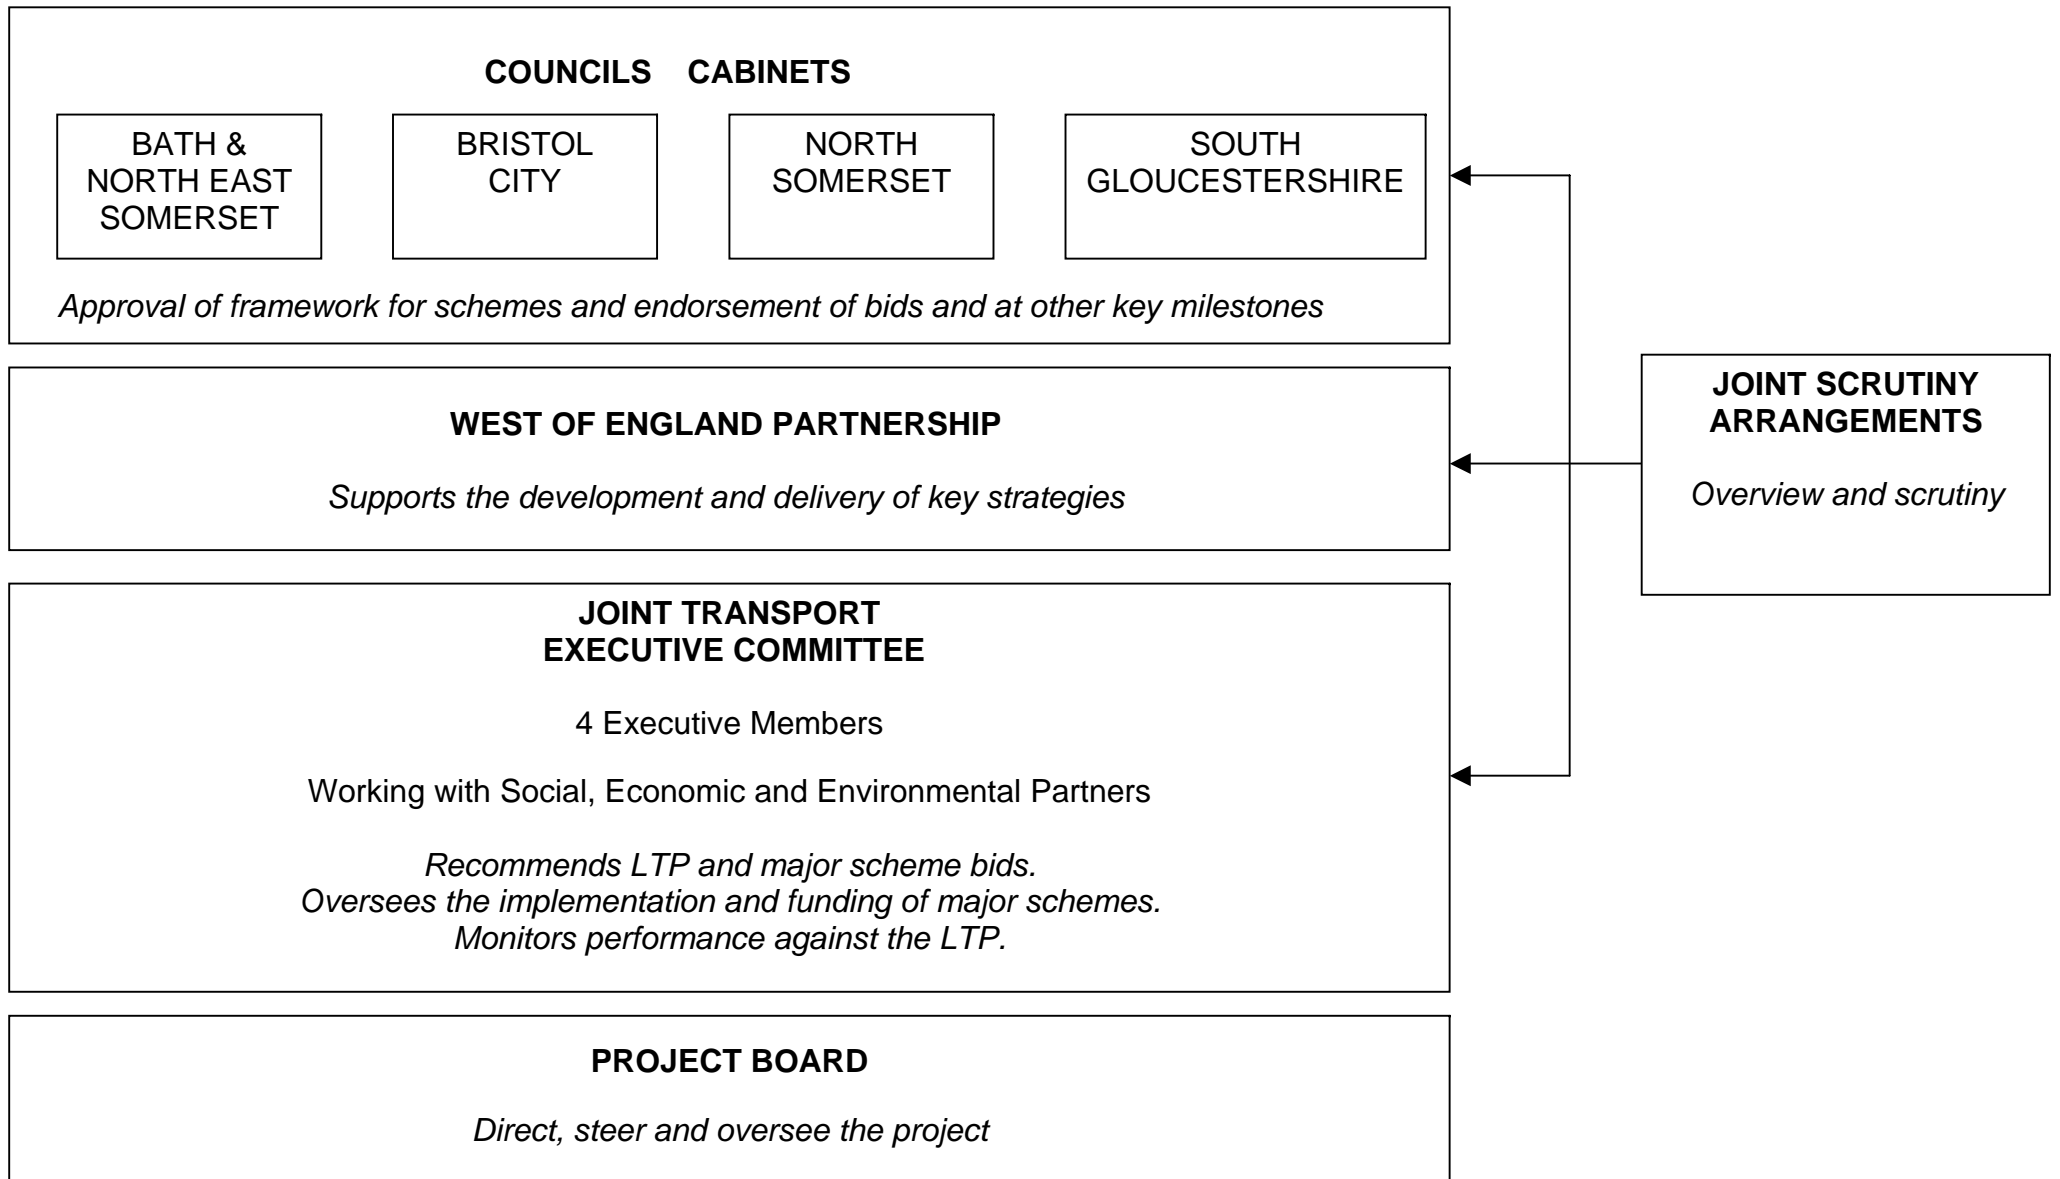 COUNCILS CABINETS
BATH &
NORTH EAST
SOMERSET
BRISTOL
CITY
NORTH
SOMERSET
SOUTH
GLOUCESTERSHIRE
Approval of framework for schemes and endorsement of bids and at other key milestones
WEST OF ENGLAND PARTNERSHIP
Supports the development and delivery of key strategies
JOINT SCRUTINY
ARRANGEMENTS
Overview and scrutiny
JOINT TRANSPORT
EXECUTIVE COMMITTEE
4 Executive Members
Working with Social, Economic and Environmental Partners
Recommends LTP and major scheme bids.
Oversees the implementation and funding of major schemes.
Monitors performance against the LTP.
PROJECT BOARD
Direct, steer and oversee the project